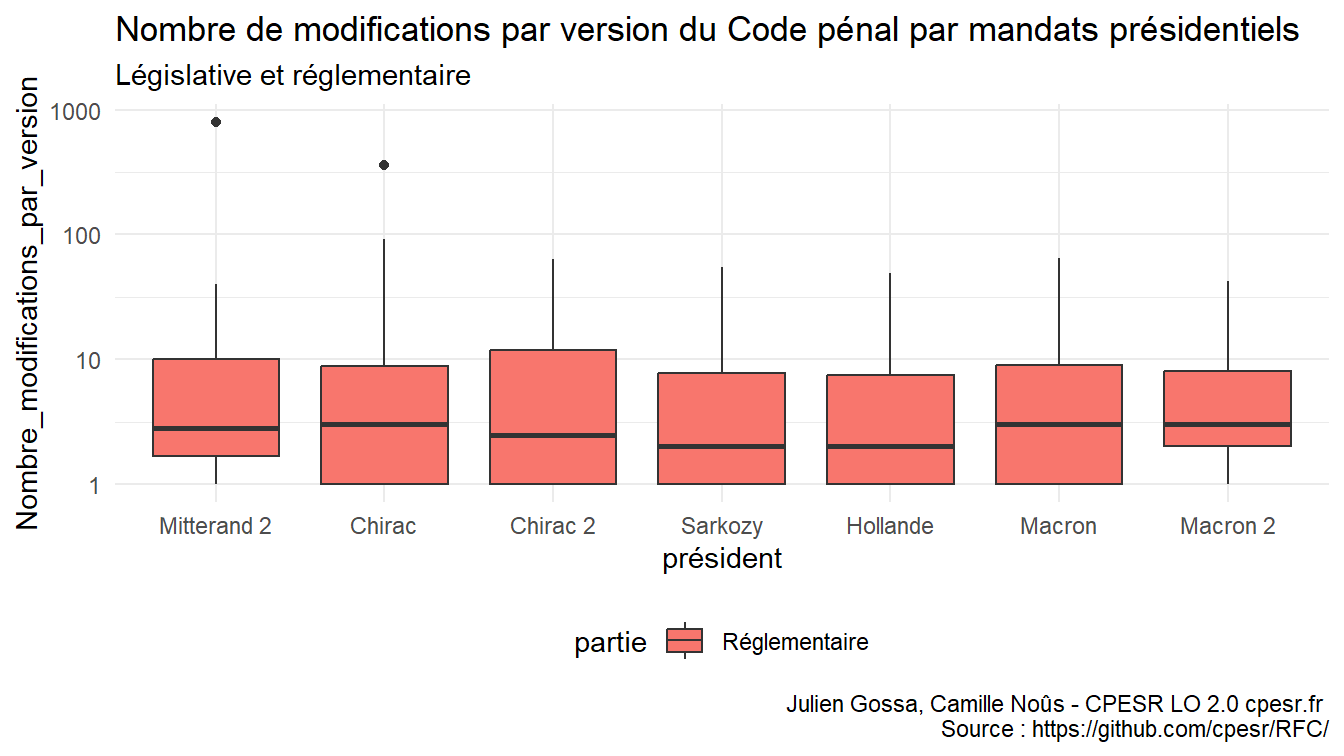 Nombre de modifications par version du Code pénal par mandats présidentiels
Législative et réglementaire
Nombre_modifications_par_version
1000
100
10
1
Mitterand 2
Chirac
Chirac 2
Sarkozy
Hollande
Macron
Macron 2
président
partie
Réglementaire
Julien Gossa, Camille Noûs - CPESR LO 2.0 cpesr.fr
Source : https://github.com/cpesr/RFC/